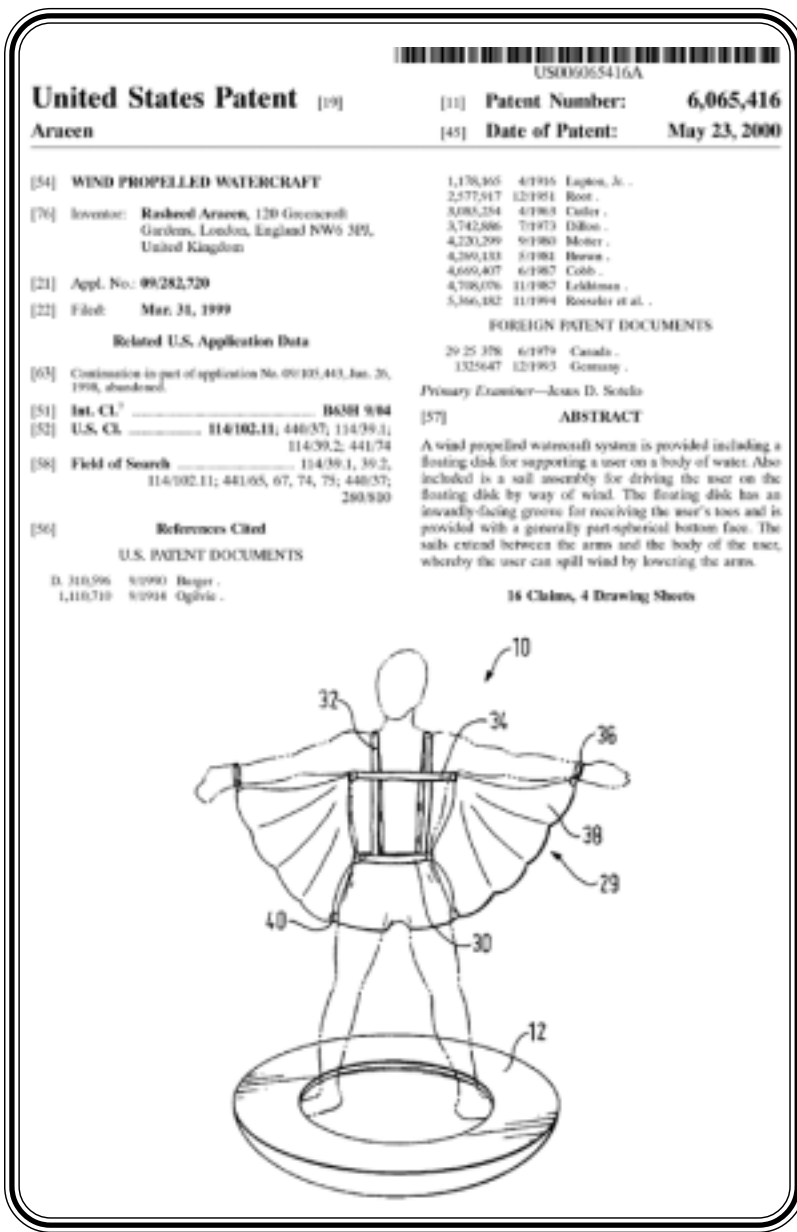 US006065416A
United States Patent [19]
Araeen
[11] Patent Number: 6,065,416
[45] Date of Patent: May 23, 2000
[54] WIND PROPELLED WATERCRAFT
[76] Inventor: Rasheed Araeen, 120 Greencroft
Gardens, London, England NW6 3PJ,
United Kingdom
[21] Appl. No.: 09/282,720
[22] Filed: Mar. 31, 1999
Related U.S. Application Data
[63] Continuation-in-part of application No. 09/105,443, Jun. 26,
1998, abandoned.
[51] Int. Cl.7 B63H 9/04
[52] U.S. Cl. 114/102.11; 440/37; 114/39.1;
114/39.2; 441/74
[58] Field of Search 114/39.1, 39.2,
114/102.11; 441/65, 67, 74, 75; 440/37;
280/810
[56] References Cited
U.S. PATENT DOCUMENTS
D. 310,596 9/1990 Berger .
1,110,710 9/1914 Ogilvie .
1,178,165 4/1916 Lupton, Jr. .
2,577,917 12/1951 Root .
3,085,254 4/1963 Cutler .
3,742,886 7/1973 Dillon .
4,220,299 9/1980 Motter .
4,269,133 5/1981 Brown .
4,669,407 6/1987 Cobb .
4,708,076 11/1987
5,366,182 11/1994 Roeseler et al. .
FOREIGN PATENT DOCUMENTS
29 25 378 6/1979 Canada .
1325647 12/1993 Germany .
Primary Examiner—Jesus D. Sotelo
[57] ABSTRACT
A wind propelled watercraft system is provided including a
floating disk for supporting a user on a body of water. Also
included is a sail assembly for driving the user on the
floating disk by way of wind. The floating disk has an
inwardly-facing groove for receiving the user's toes and is
provided with a generally part-spherical bottom face. The
sails extend between the arms and the body of the user,
whereby the user can spill wind by lowering the arms.
16 Claims, 4 Drawing Sheets
10
32
34
36
38
29
40
30
12